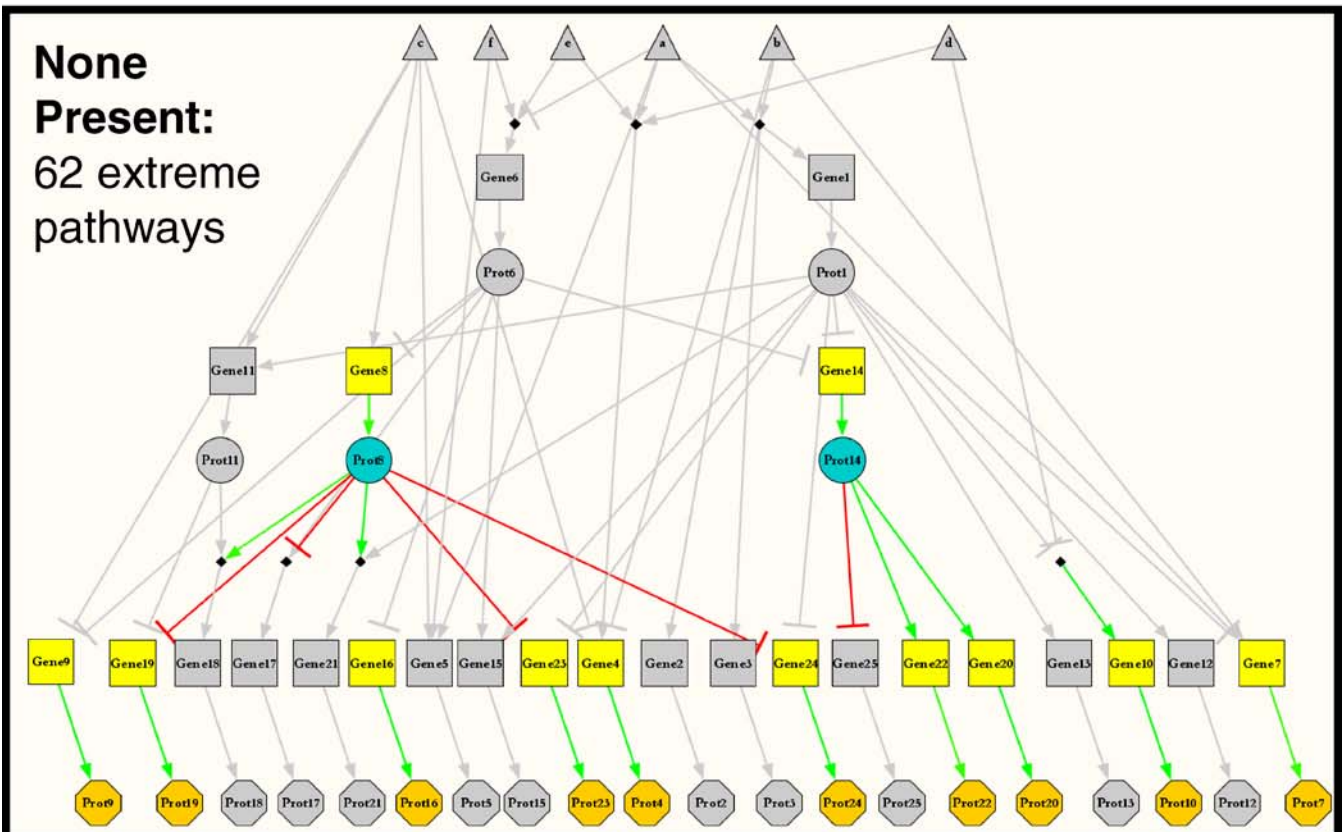 None
Present:
62 extreme
pathways
c f e a b d
Gene6 Gene1
Prot6 Prot1
Gene11 Gene8 Gene14
Prot11 Prot8 Prot14
Gene9 Gene19 Gene18 Gene17 Gene21 Gene16 Gene5 Gene15 Gene23 Gene4 Gene2 Gene3 Gene24 Gene25 Gene22 Gene20 Gene13 Gene10 Gene12 Gene7
Prot9 Prot19 Prot18 Prot17 Prot21 Prot16 Prot5 Prot15 Prot23 Prot4 Prot2 Prot3 Prot24 Prot25 Prot22 Prot20 Prot13 Prot10 Prot12 Prot7